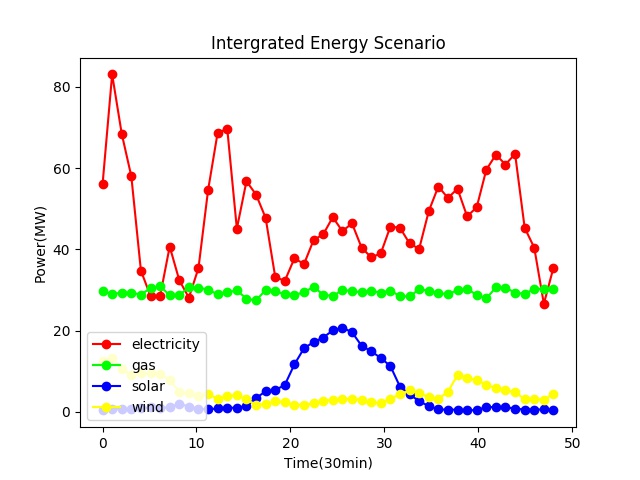 Intergrated Energy Scenario
Power(MW)
80
60
40
20
0
electricity
gas
solar
wind
0 10 20 30 40 50
Time(30min)